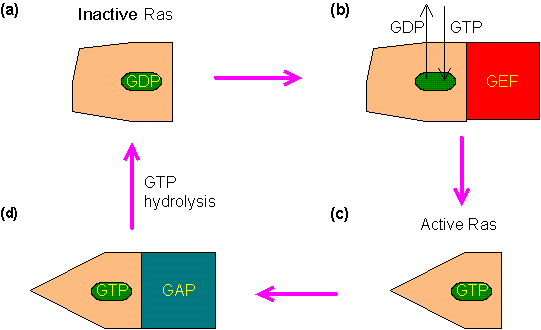 (a)
Inactive Ras
GDP
(b)
GDP
GTP
GEF
GTP
hydrolysis
(d)
(c)
Active Ras
GTP
GAP
GTP